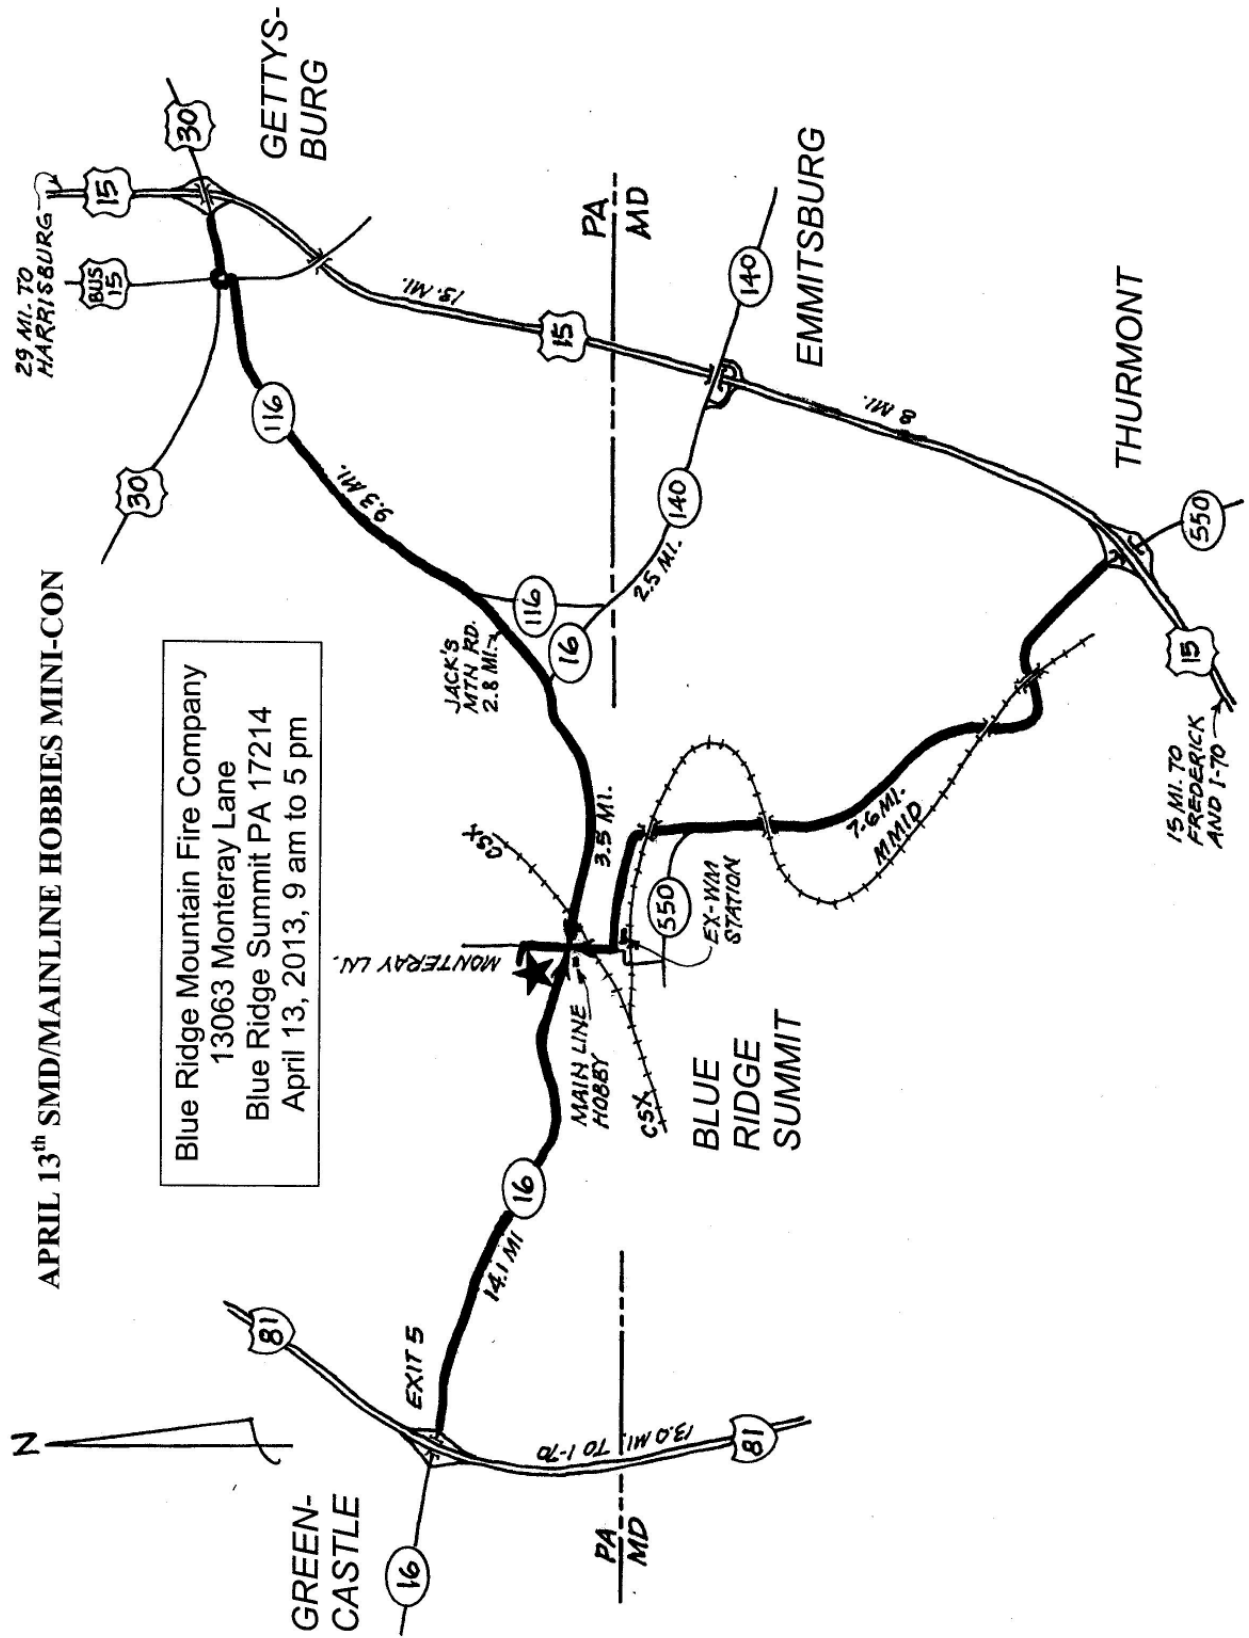 APRIL 13th SMD/MAINLINE HOBBIES MINI-CON
Blue Ridge Mountain Fire Company
13063 Monteray Lane
Blue Ridge Summit PA 17214
April 13, 2013, 9 am to 5 pm
N
GREEN-
CASTLE
16
81
EXIT 5
14.1 MI
16
13.0 MI. TO I-70
81
PA
MD
MONTERAY LN.
MAIN LINE
HOBBY
CSX
CSX
BLUE
RIDGE
SUMMIT
EX-WM
STATION
550
3.5 MI.
7.6 MI.
MMID
JACK'S
MTN RD.
2.8 MI.
16
116
9.3 MI.
116
30
29 MI. TO
HARRISBURG
BUS
15
15
30
GETTYS-
BURG
13. MI.
15
PA
MD
2.5 MI.
140
140
EMMITSBURG
8 MI.
THURMONT
550
15
15 MI. TO
FREDERICK
AND I-70